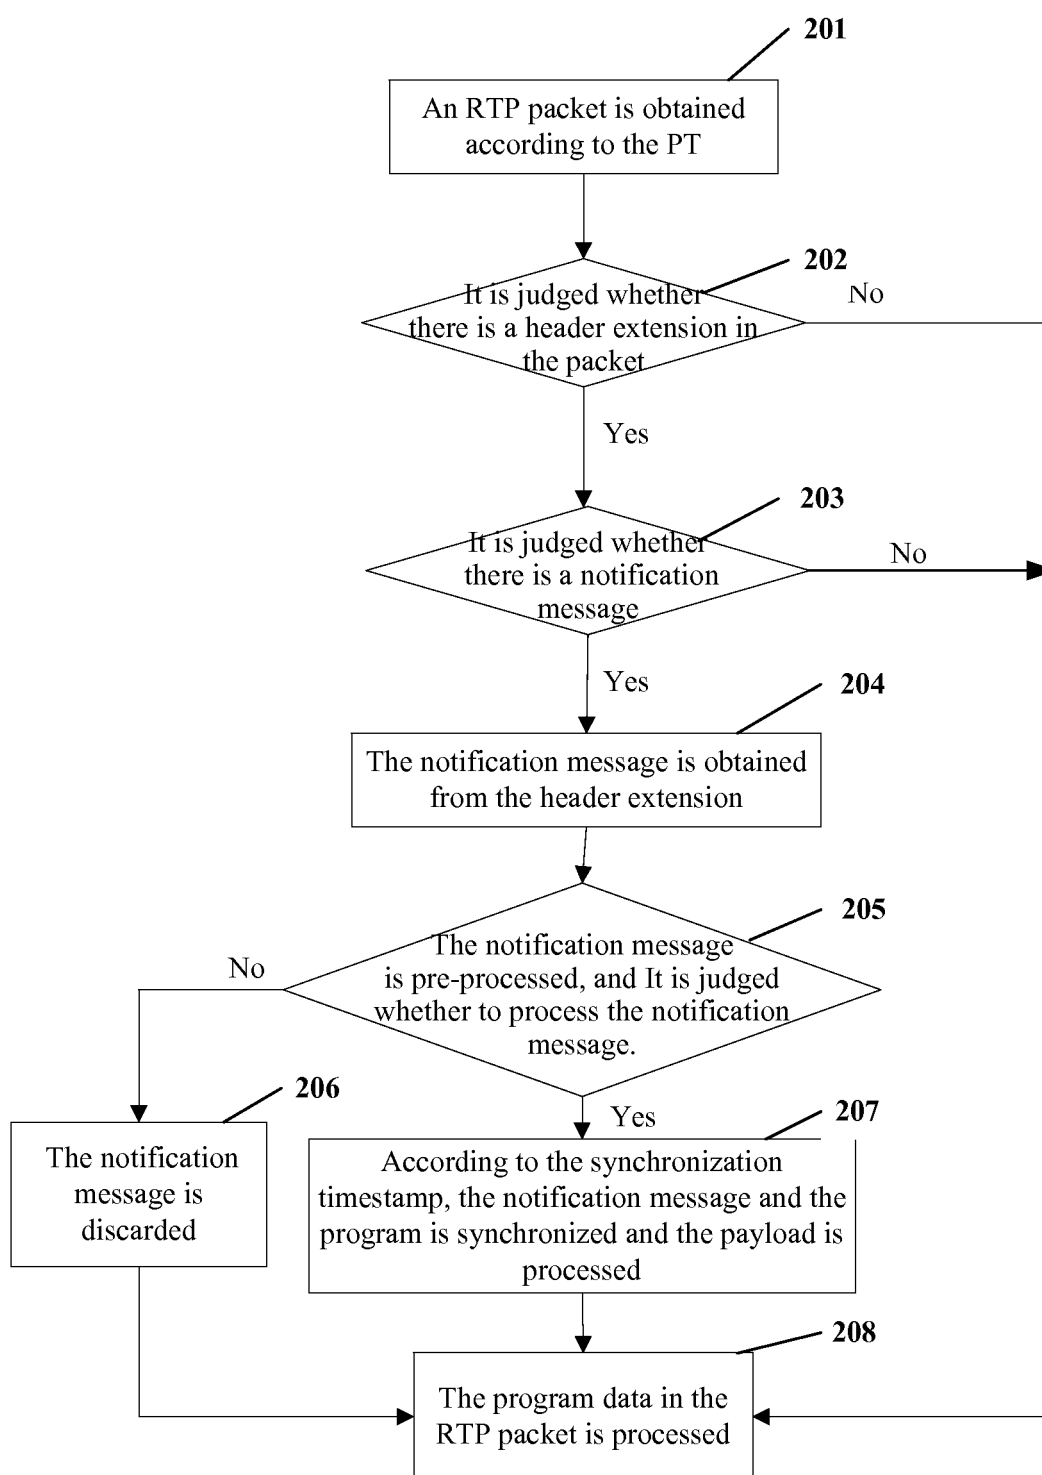 201
An RTP packet is obtained
according to the PT
202
It is judged whether
there is a header extension in
the packet
No
Yes
203
It is judged whether
there is a notification
message
No
Yes
204
The notification message is obtained
from the header extension
205
The notification message
is pre-processed, and It is judged
whether to process the notification
message.
No
Yes
206
The notification
message is
discarded
207
According to the synchronization
timestamp, the notification message and the
program is synchronized and the payload is
processed
208
The program data in the
RTP packet is processed